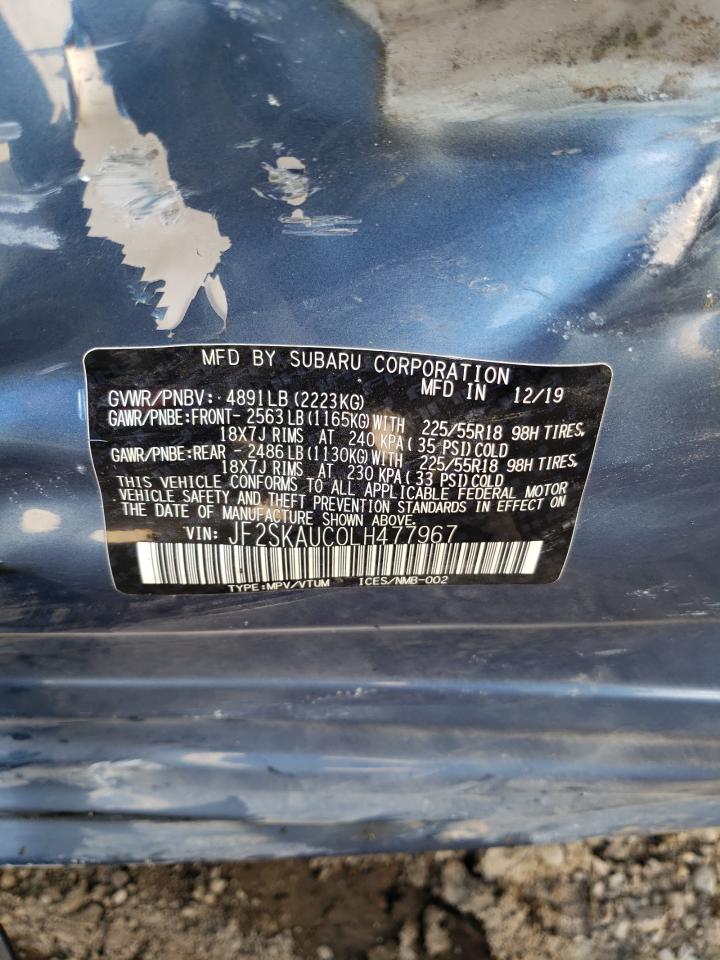 MFD BY SUBARU CORPORATION
MFD IN 12/19
GVWR/PNBV: 4891LB(2223KG)
GAWR/PNBE:FRONT- 2563LB(1165KG)WITH 225/55R18 98H TIRES,
18X7J RIMS AT 240 KPA(35 PSI)COLD
GAWR/PNBE:REAR - 2486LB(1130KG)WITH 225/55R18 98H TIRES,
18X7J RIMS AT 230 KPA(33 PSI)COLD
THIS VEHICLE CONFORMS TO ALL APPLICABLE FEDERAL MOTOR
VEHICLE SAFETY AND THEFT PREVENTION STANDARDS IN EFFECT ON
THE DATE OF MANUFACTURE SHOWN ABOVE.
VIN: JF2SKAUC0LH477967
TYPE:MPV/VTUM ICES/NMB-002